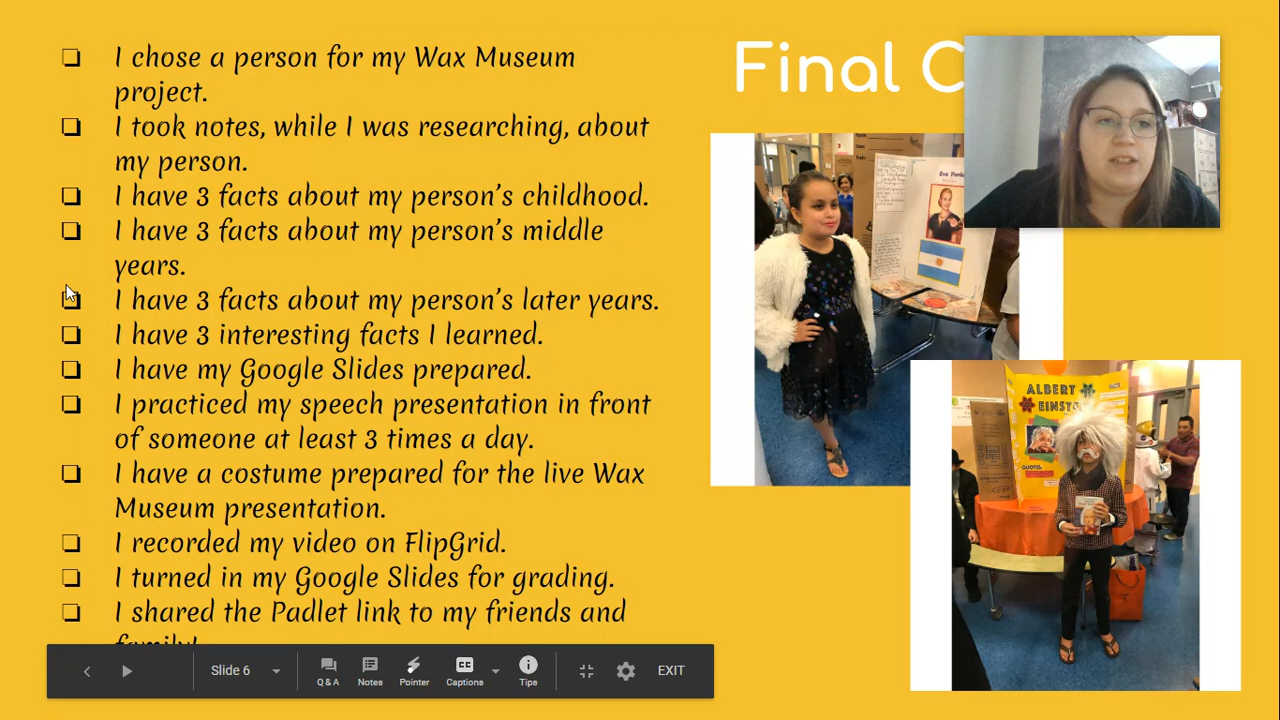 I chose a person for my Wax Museum
project.
I took notes, while I was researching, about
my person.
I have 3 facts about my person's childhood.
I have 3 facts about my person's middle
years.
I have 3 facts about my person's later years.
I have 3 interesting facts I learned.
I have my Google Slides prepared.
I practiced my speech presentation in front
of someone at least 3 times a day.
I have a costume prepared for the live Wax
Museum presentation.
I recorded my video on FlipGrid.
I turned in my Google Slides for grading.
I shared the Padlet link to my friends and
family!
Final C
ALBERT
EINST
Slide 6
Q & A
Notes
Pointer
Captions
Tips
EXIT